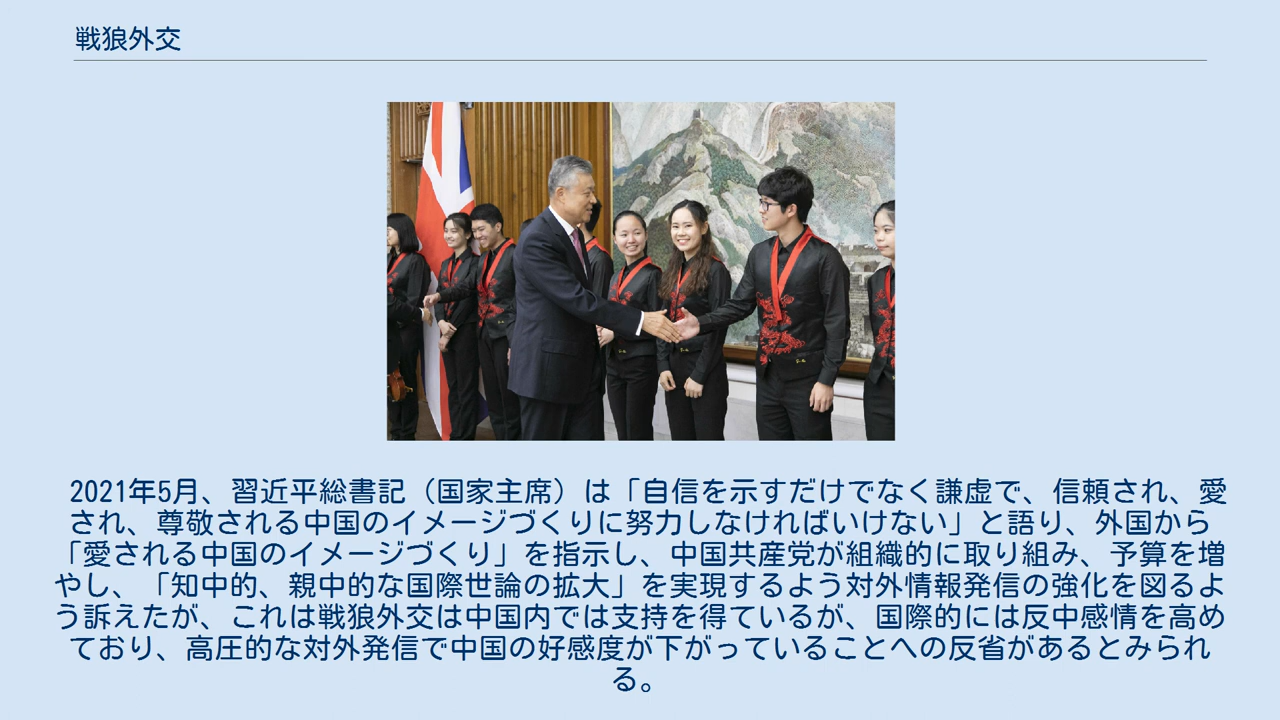 戦狼外交
2021年5月、習近平総書記（国家主席）は「自信を示すだけでなく謙虚で、信頼され、愛
され、尊敬される中国のイメージづくりに努力しなければいけない」と語り、外国から
「愛される中国のイメージづくり」を指示し、中国共産党が組織的に取り組み、予算を増
やし、「知中的、親中的な国際世論の拡大」を実現するよう対外情報発信の強化を図るよ
う訴えたが、これは戦狼外交は中国内では支持を得ているが、国際的には反中感情を高め
ており、高圧的な対外発信で中国の好感度が下がっていることへの反省があるとみられ
る。